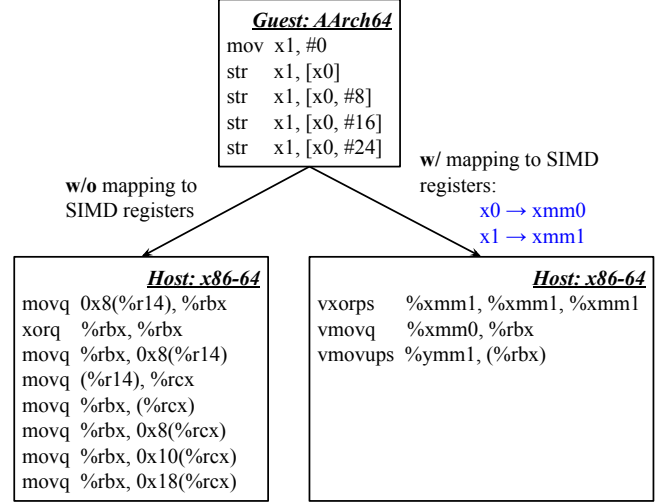 Guest: AArch64
mov x1, #0
str x1, [x0]
str x1, [x0, #8]
str x1, [x0, #16]
str x1, [x0, #24]
w/o mapping to
SIMD registers
w/ mapping to SIMD
registers:
x0 → xmm0
x1 → xmm1
Host: x86-64
movq 0x8(%r14), %rbx
xorq %rbx, %rbx
movq %rbx, 0x8(%r14)
movq (%r14), %rcx
movq %rbx, (%rcx)
movq %rbx, 0x8(%rcx)
movq %rbx, 0x10(%rcx)
movq %rbx, 0x18(%rcx)
Host: x86-64
vxorps %xmm1, %xmm1, %xmm1
vmovq %xmm0, %rbx
vmovups %ymm1, (%rbx)